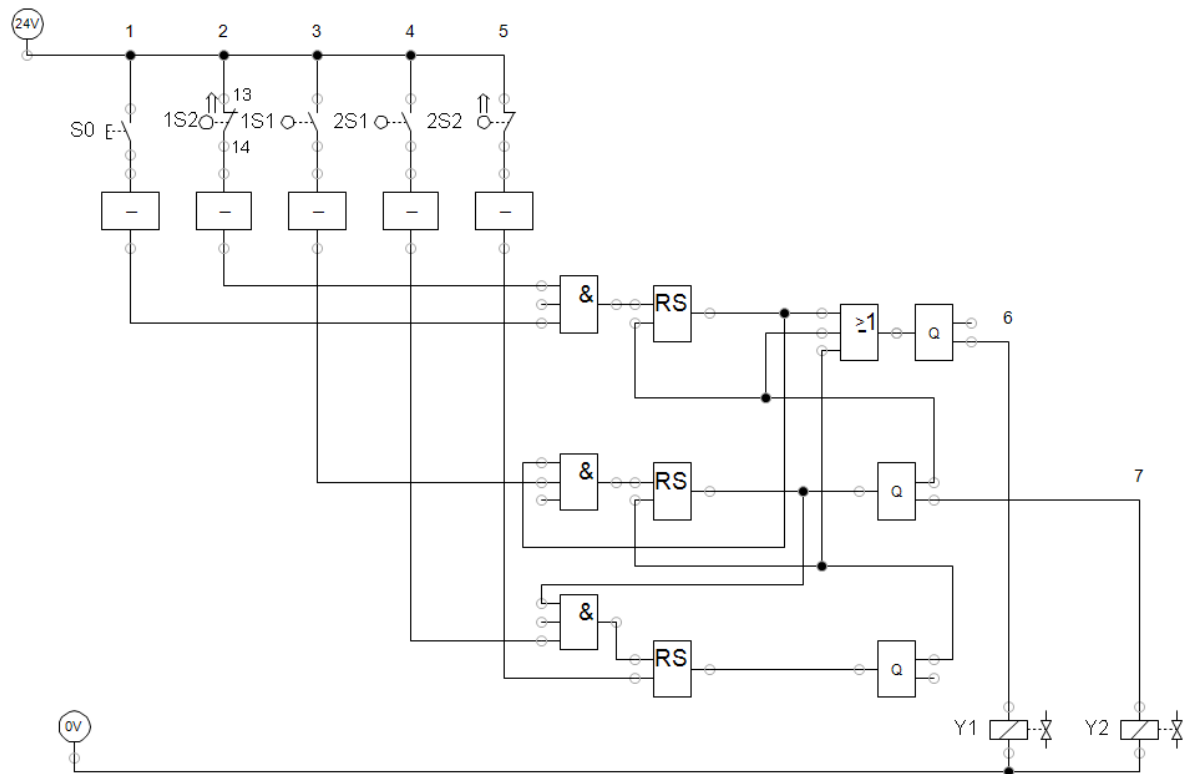 24V
1 2 3 4 5
13
S0 1S2 1S1 2S1 2S2
14
– – – – –
& RS ≥1 Q 6
& RS Q 7
& RS Q
0V Y1 Y2